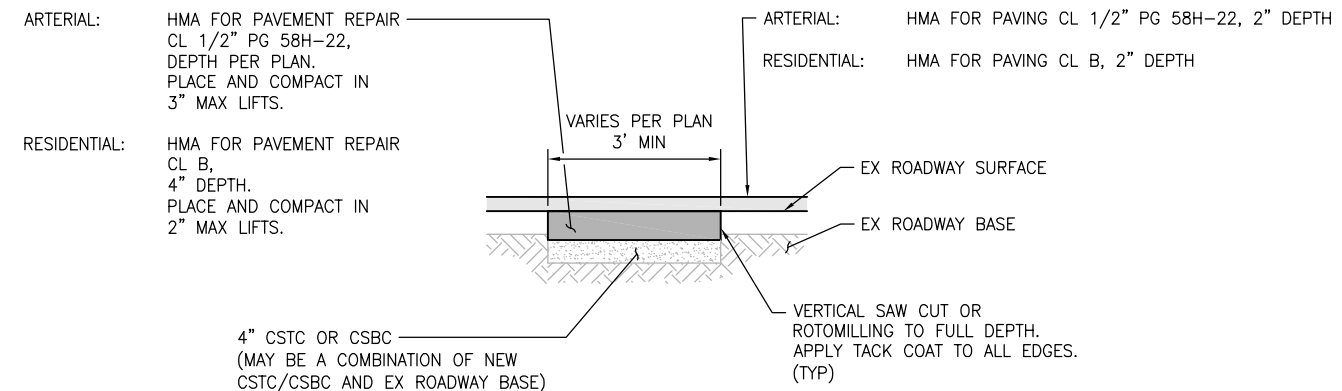 ARTERIAL: HMA FOR PAVEMENT REPAIR
CL 1/2" PG 58H-22,
DEPTH PER PLAN.
PLACE AND COMPACT IN
3" MAX LIFTS.
RESIDENTIAL: HMA FOR PAVEMENT REPAIR
CL B,
4" DEPTH.
PLACE AND COMPACT IN
2" MAX LIFTS.
ARTERIAL: HMA FOR PAVING CL 1/2" PG 58H-22, 2" DEPTH
RESIDENTIAL: HMA FOR PAVING CL B, 2" DEPTH
VARIES PER PLAN
3' MIN
EX ROADWAY SURFACE
EX ROADWAY BASE
4" CSTC OR CSBC
(MAY BE A COMBINATION OF NEW
CSTC/CSBC AND EX ROADWAY BASE)
VERTICAL SAW CUT OR
ROTOMILLING TO FULL DEPTH.
APPLY TACK COAT TO ALL EDGES.
(TYP)